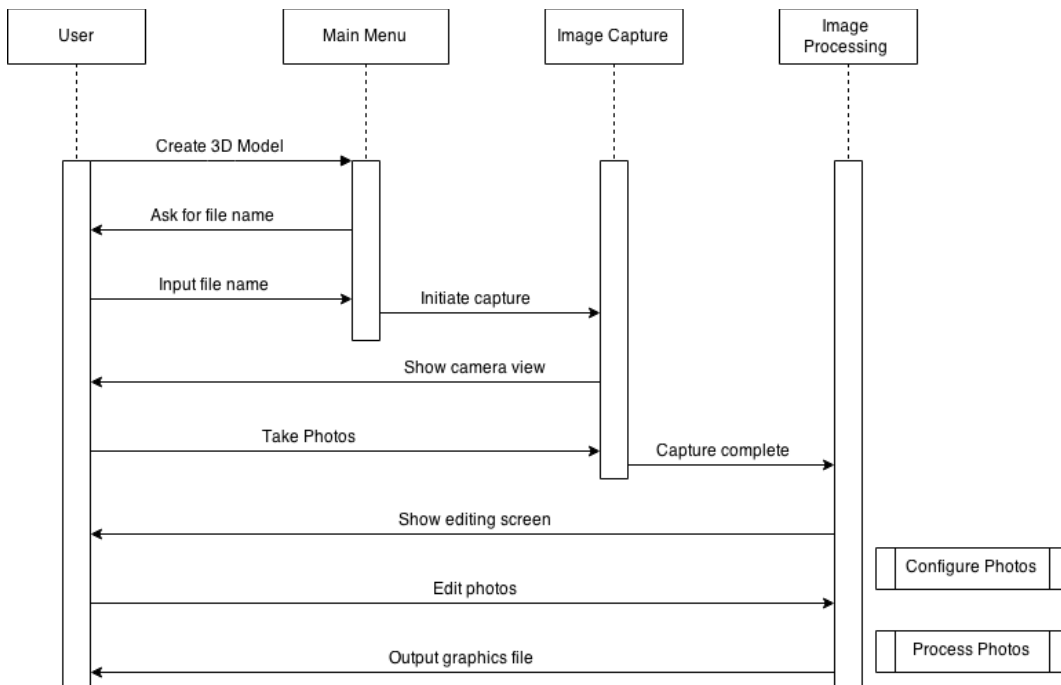 User
Main Menu
Image Capture
Image
Processing
Create 3D Model
Ask for file name
Input file name
Initiate capture
Show camera view
Take Photos
Capture complete
Show editing screen
Configure Photos
Edit photos
Process Photos
Output graphics file